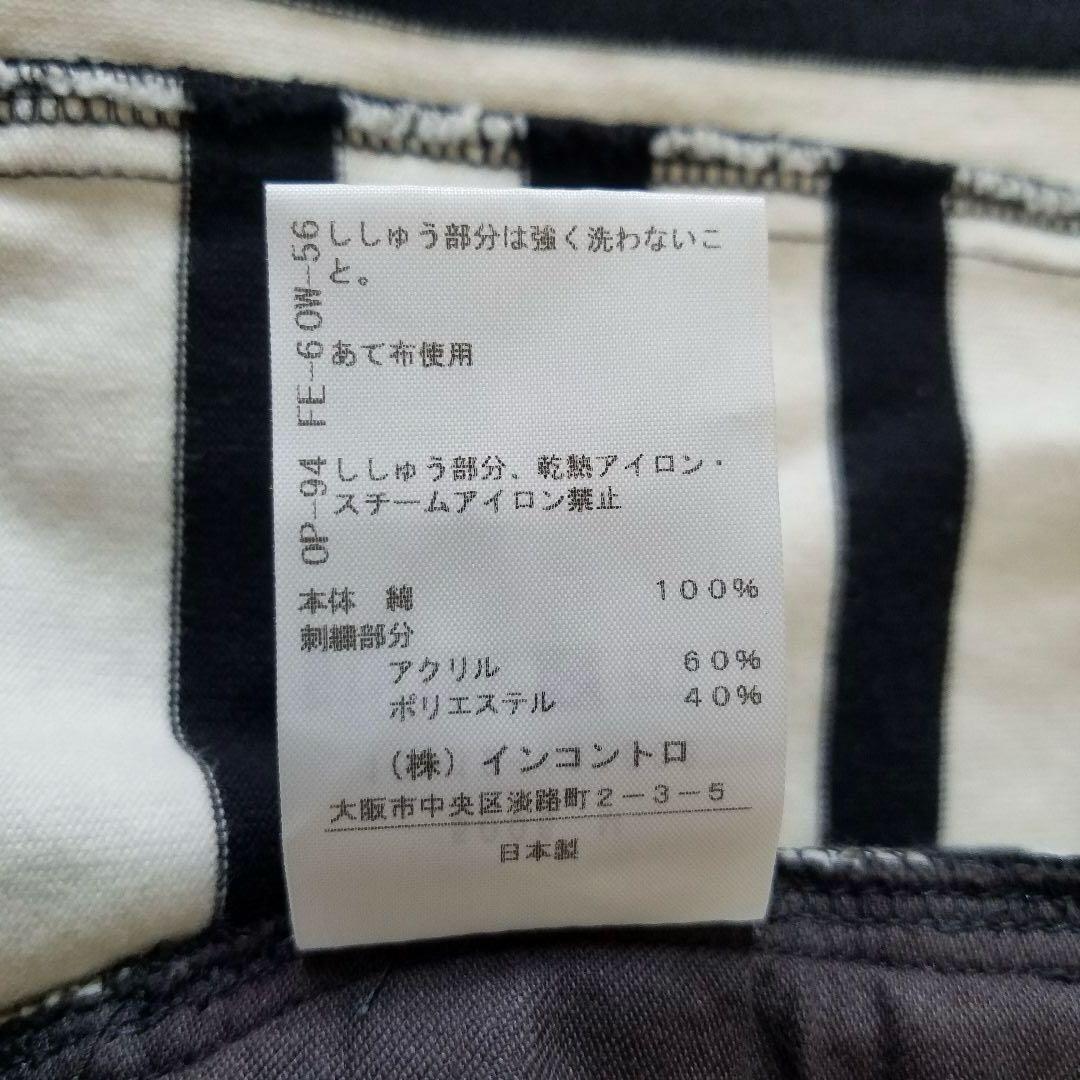 OW-56
ししゅう部分は強く洗わないこ
と。
FE-6
あて布使用
OP-94
ししゅう部分、乾熱アイロン・
スチームアイロン禁止
本体 綿 100%
刺繍部分
アクリル 60%
ポリエステル 40%
(株)インコントロ
大阪市中央区淡路町2-3-5
日本製